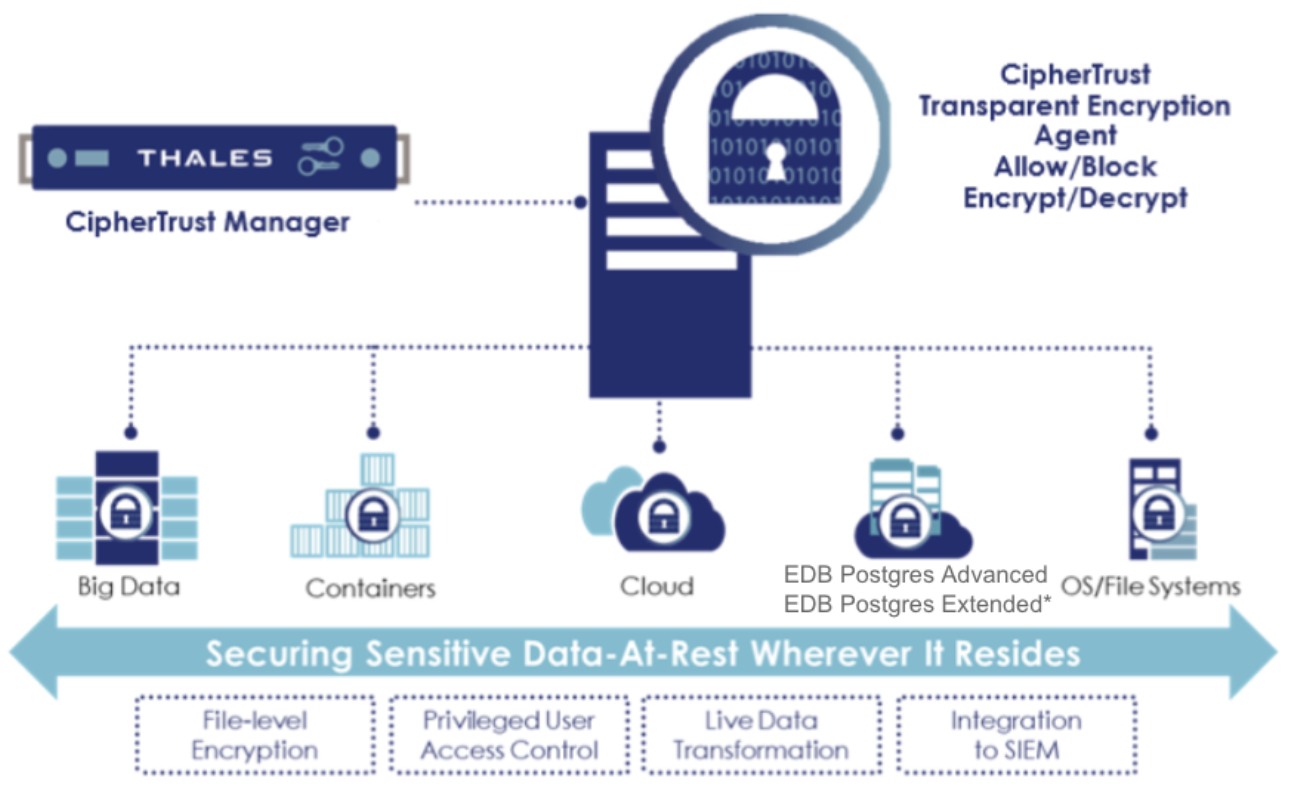 CipherTrust
Transparent Encryption
Agent
Allow/Block
Encrypt/Decrypt
THALES
CipherTrust Manager
Big Data
Containers
Cloud
EDB Postgres Advanced
EDB Postgres Extended*
OS/File Systems
Securing Sensitive Data-At-Rest Wherever It Resides
File-level
Encryption
Privileged User
Access Control
Live Data
Transformation
Integration
to SIEM